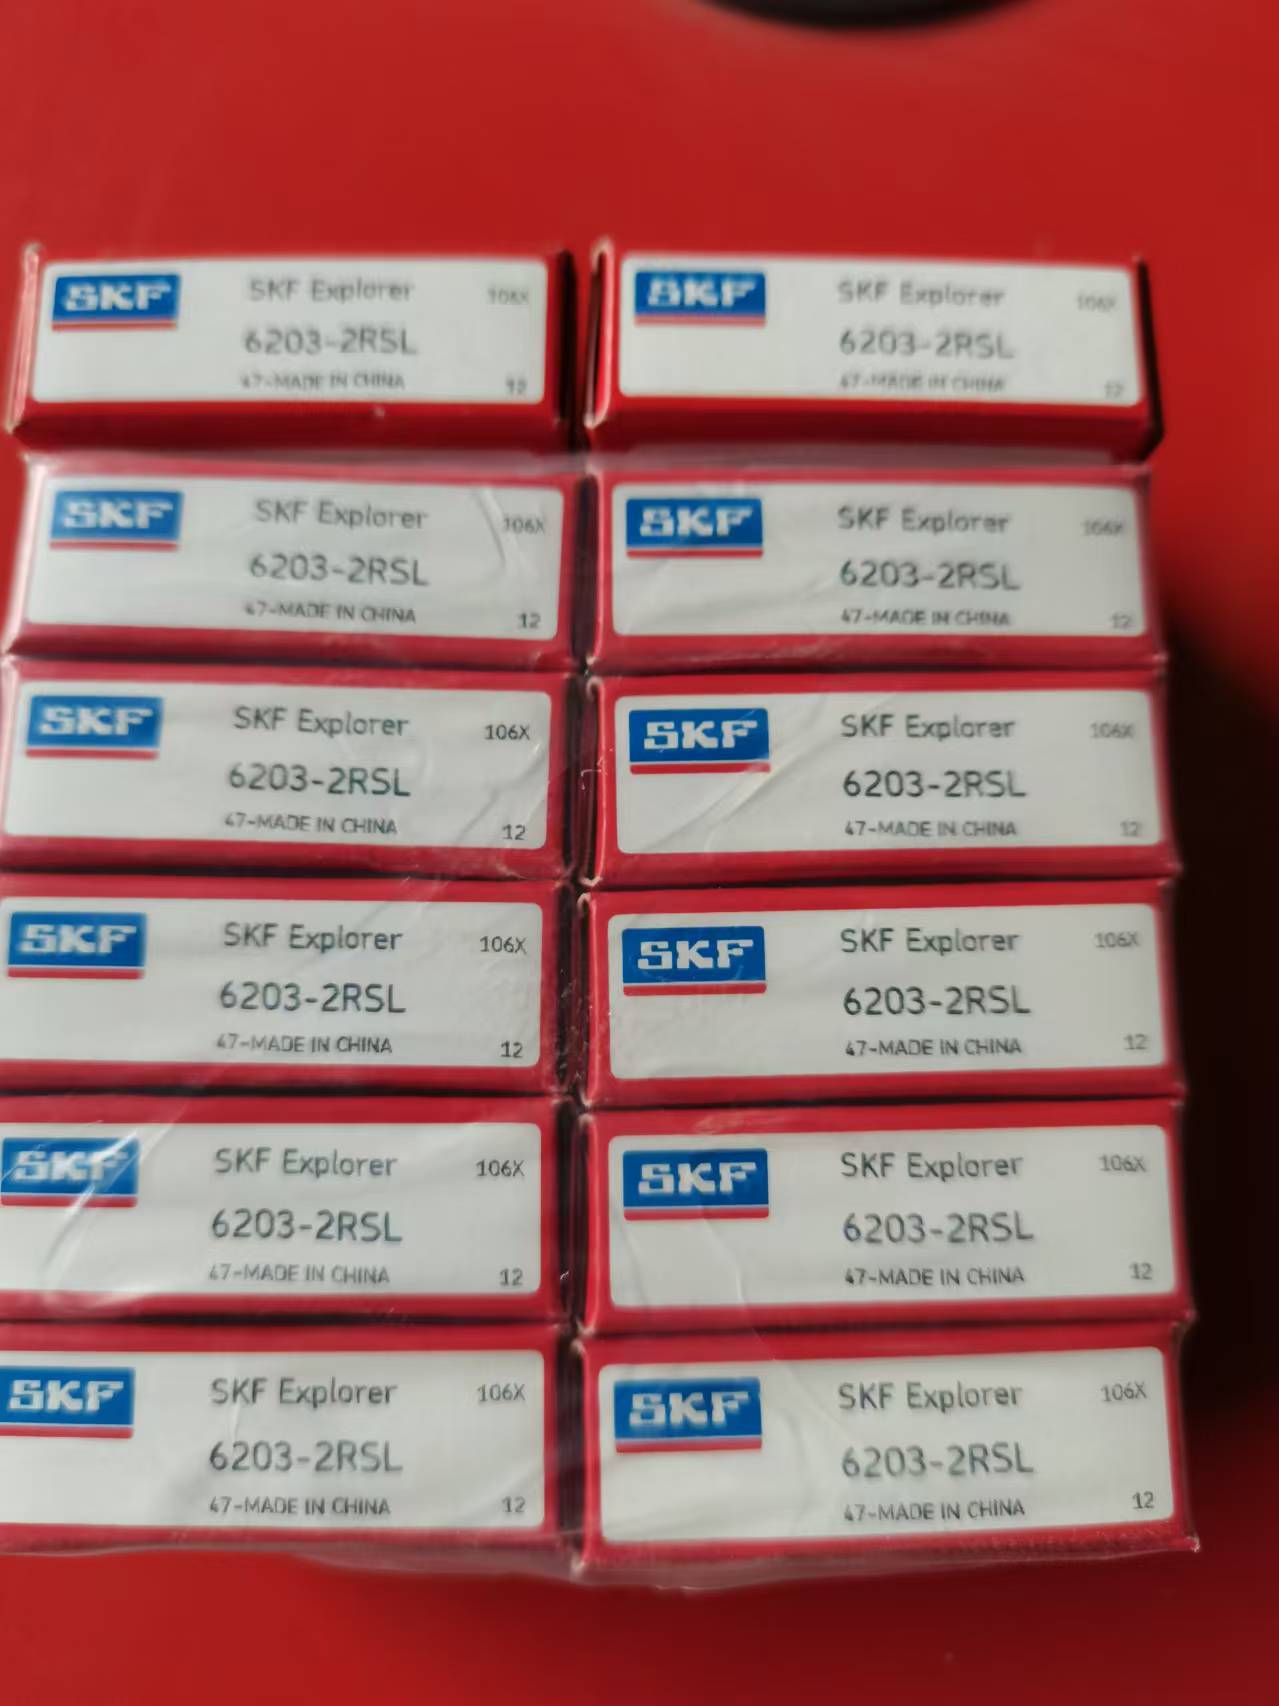 SKF SKF Explorer 106X
6203-2RSL
47-MADE IN CHINA 12
SKF SKF Explorer 106X
6203-2RSL
47-MADE IN CHINA 12
SKF SKF Explorer 106X
6203-2RSL
47-MADE IN CHINA 12
SKF SKF Explorer 106X
6203-2RSL
47-MADE IN CHINA 12
SKF SKF Explorer 106X
6203-2RSL
47-MADE IN CHINA 12
SKF SKF Explorer 106X
6203-2RSL
47-MADE IN CHINA 12
SKF SKF Explorer 106X
6203-2RSL
47-MADE IN CHINA 12
SKF SKF Explorer 106X
6203-2RSL
47-MADE IN CHINA 12
SKF SKF Explorer 106X
6203-2RSL
47-MADE IN CHINA 12
SKF SKF Explorer 106X
6203-2RSL
47-MADE IN CHINA 12
SKF SKF Explorer 106X
6203-2RSL
47-MADE IN CHINA 12
SKF SKF Explorer 106X
6203-2RSL
47-MADE IN CHINA 12